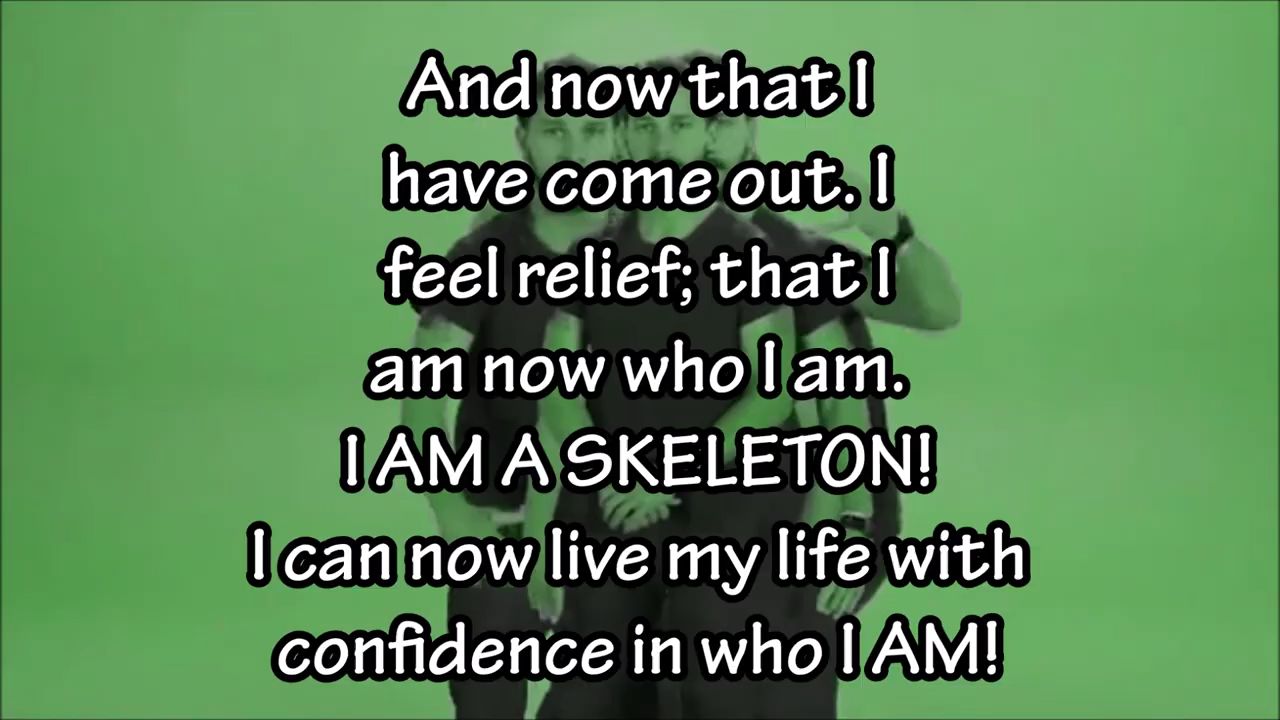 And now that I
have come out. I
feel relief; that I
am now who I am.
I AM A SKELETON!
I can now live my life with
confidence in who I AM!